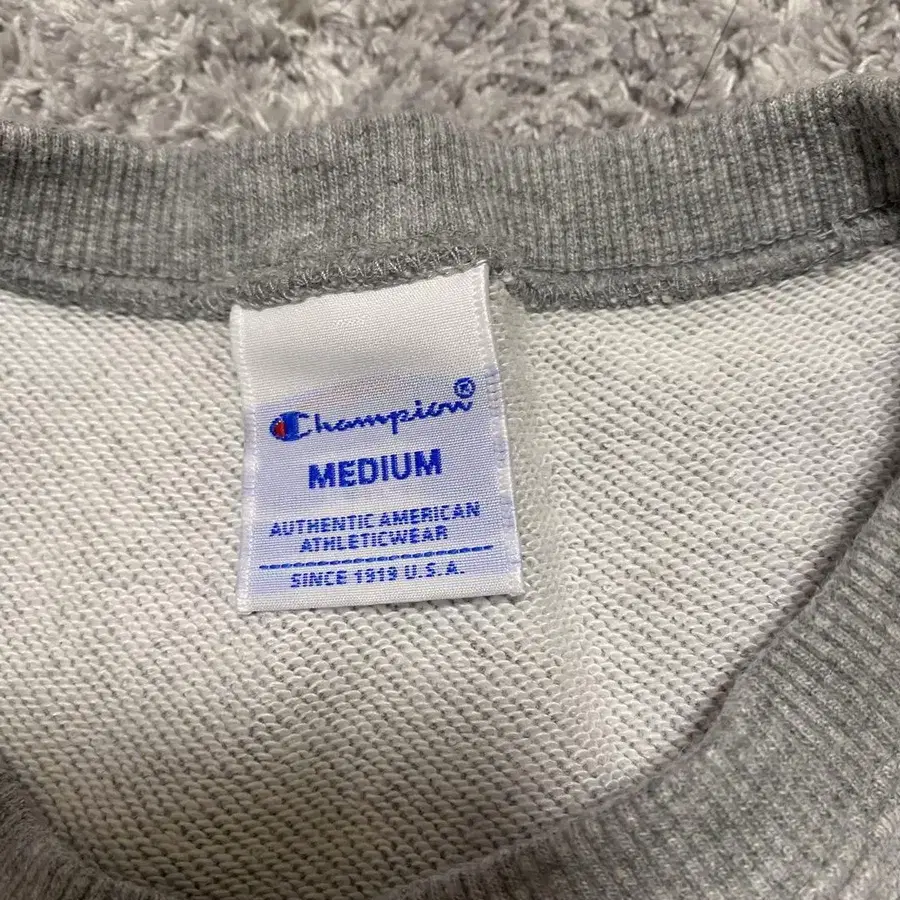 Champion®
MEDIUM
AUTHENTIC AMERICAN
ATHLETICWEAR
SINCE 1919 U.S.A.